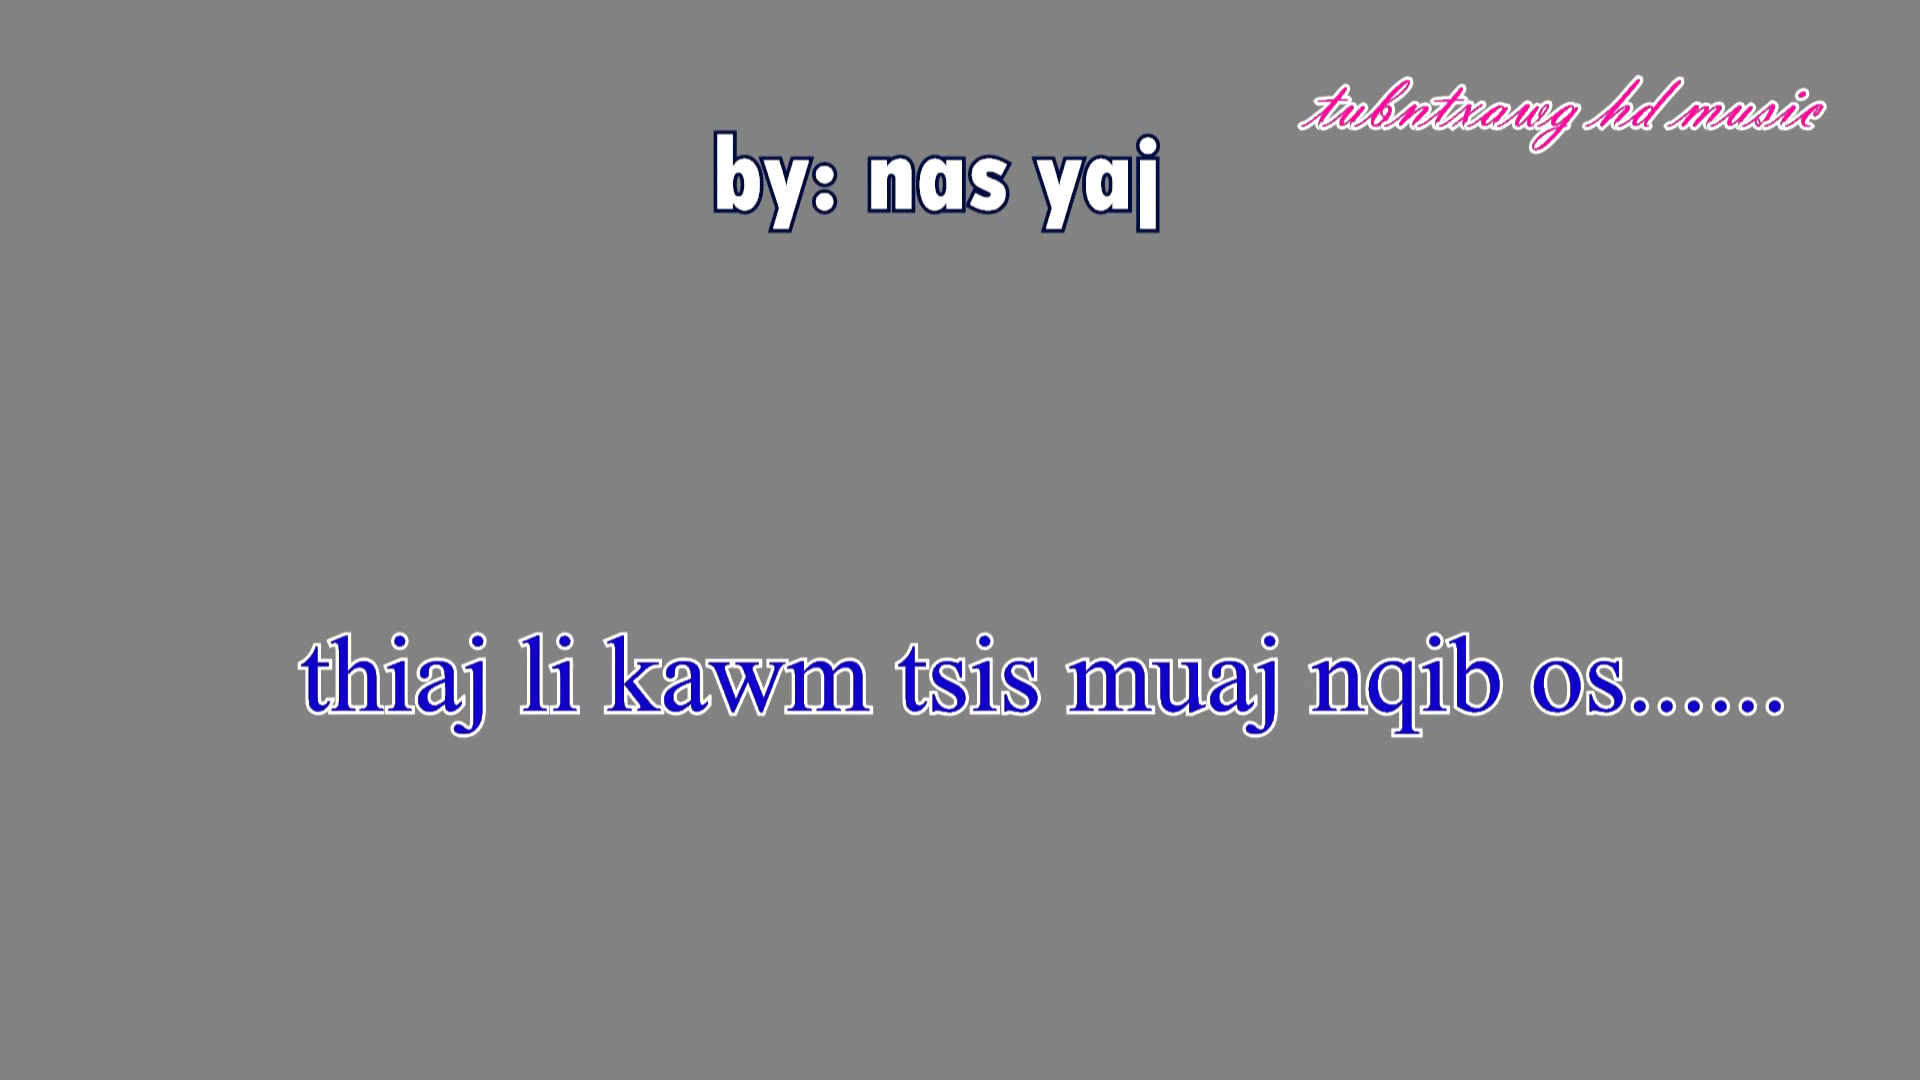 tubntxawg hd music
by: nas yaj
thiaj li kawm tsis muaj nqib os......